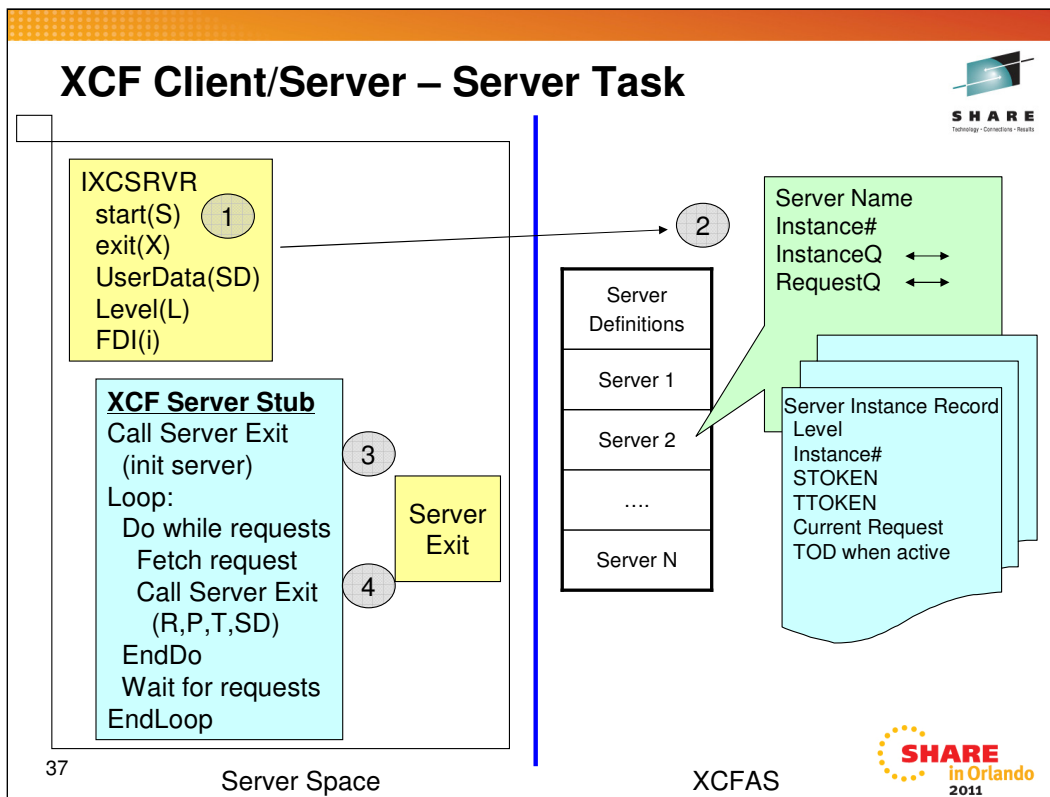 XCF Client/Server – Server Task
SHARE
Technology · Connections · Results
IXCSRVR
start(S)
exit(X)
UserData(SD)
Level(L)
FDI(i)
1
XCF Server Stub
Call Server Exit
(init server)
Loop:
Do while requests
Fetch request
Call Server Exit
(R,P,T,SD)
EndDo
Wait for requests
EndLoop
3
4
Server
Exit
2
Server
Definitions
Server 1
Server 2
....
Server N
Server Name
Instance#
InstanceQ
RequestQ
Server Instance Record
Level
Instance#
STOKEN
TTOKEN
Current Request
TOD when active
37
Server Space
XCFAS
SHARE
in Orlando
2011